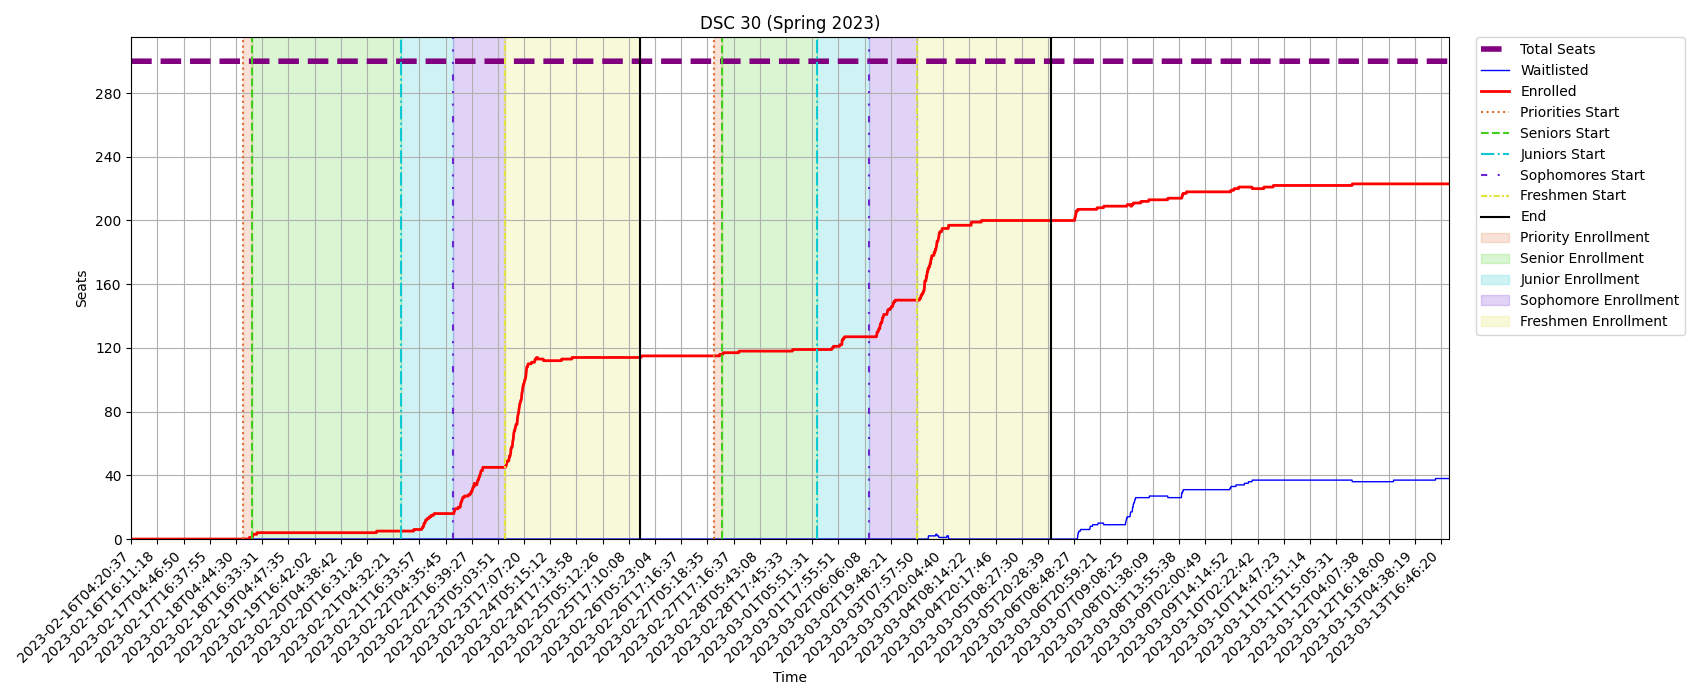 DSC 30 (Spring 2023)
Total Seats
Waitlisted
Enrolled
Priorities Start
Seniors Start
Juniors Start
Sophomores Start
Freshmen Start
End
Priority Enrollment
Senior Enrollment
Junior Enrollment
Sophomore Enrollment
Freshmen Enrollment
Seats
280
240
200
160
120
80
40
0
2023-02-16T04:20:37
2023-02-16T16:11:18
2023-02-17T04:46:50
2023-02-17T16:37:55
2023-02-18T04:44:30
2023-02-18T16:33:31
2023-02-19T04:47:35
2023-02-19T16:42:02
2023-02-20T04:38:42
2023-02-20T16:31:26
2023-02-21T04:32:21
2023-02-21T16:33:57
2023-02-22T04:35:45
2023-02-22T16:39:27
2023-02-23T05:03:51
2023-02-23T17:07:20
2023-02-24T05:15:12
2023-02-24T17:13:58
2023-02-25T05:12:26
2023-02-25T17:10:08
2023-02-26T05:23:04
2023-02-26T17:16:37
2023-02-27T05:18:35
2023-02-27T17:16:37
2023-02-28T05:43:08
2023-02-28T17:45:33
2023-03-01T05:51:31
2023-03-01T17:55:51
2023-03-02T06:06:08
2023-03-02T19:48:21
2023-03-03T07:57:50
2023-03-03T20:04:40
2023-03-04T08:14:22
2023-03-04T20:17:46
2023-03-05T08:27:30
2023-03-05T20:28:39
2023-03-06T08:48:27
2023-03-06T20:59:21
2023-03-07T09:08:25
2023-03-08T01:38:09
2023-03-08T13:55:38
2023-03-09T02:00:49
2023-03-09T14:14:52
2023-03-10T02:22:42
2023-03-10T14:47:23
2023-03-11T02:51:14
2023-03-11T15:05:31
2023-03-12T04:07:38
2023-03-12T16:18:00
2023-03-13T04:38:19
2023-03-13T16:46:20
Time